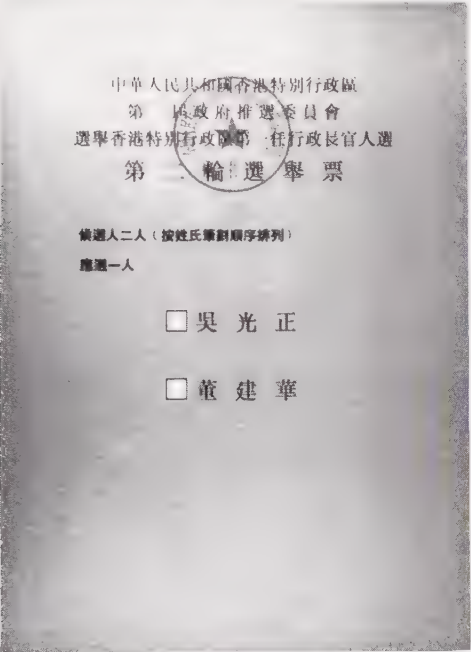 中華人民共和國香港特別行政區
第一屆政府推選委員會
選舉香港特別行政區第一任行政長官人選
第 輪選舉票
候選人二人（按姓氏筆劃順序排列）
應選一人
吳光正
董建華